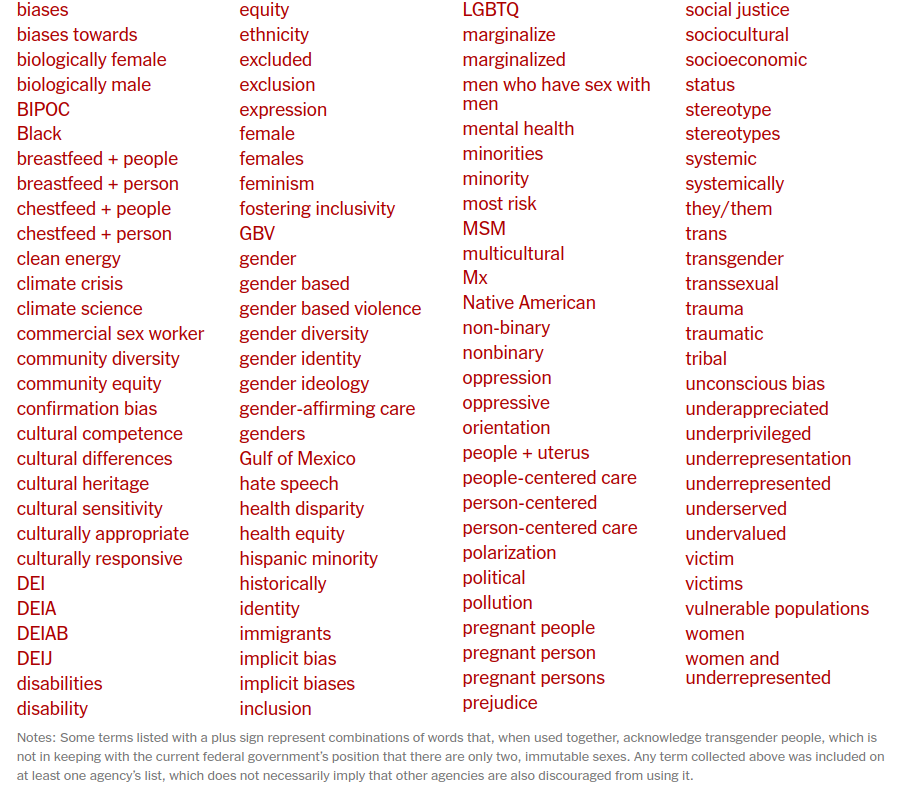 biases
biases towards
biologically female
biologically male
BIPOC
Black
breastfeed + people
breastfeed + person
chestfeed + people
chestfeed + person
clean energy
climate crisis
climate science
commercial sex worker
community diversity
community equity
confirmation bias
cultural competence
cultural differences
cultural heritage
cultural sensitivity
culturally appropriate
culturally responsive
DEI
DEIA
DEIAB
DEIJ
disabilities
disability
equity
ethnicity
excluded
exclusion
expression
female
females
feminism
fostering inclusivity
GBV
gender
gender based
gender based violence
gender diversity
gender identity
gender ideology
gender-affirming care
genders
Gulf of Mexico
hate speech
health disparity
health equity
hispanic minority
historically
identity
immigrants
implicit bias
implicit biases
inclusion
LGBTQ
marginalize
marginalized
men who have sex with
men
mental health
minorities
minority
most risk
MSM
multicultural
Mx
Native American
non-binary
nonbinary
oppression
oppressive
orientation
people + uterus
people-centered care
person-centered
person-centered care
polarization
political
pollution
pregnant people
pregnant person
pregnant persons
prejudice
social justice
sociocultural
socioeconomic
status
stereotype
stereotypes
systemic
systemically
they/them
trans
transgender
transsexual
trauma
traumatic
tribal
unconscious bias
underappreciated
underprivileged
underrepresentation
underrepresented
underserved
undervalued
victim
victims
vulnerable populations
women
women and
underrepresented
Notes: Some terms listed with a plus sign represent combinations of words that, when used together, acknowledge transgender people, which is
not in keeping with the current federal government's position that there are only two, immutable sexes. Any term collected above was included on
at least one agency's list, which does not necessarily imply that other agencies are also discouraged from using it.